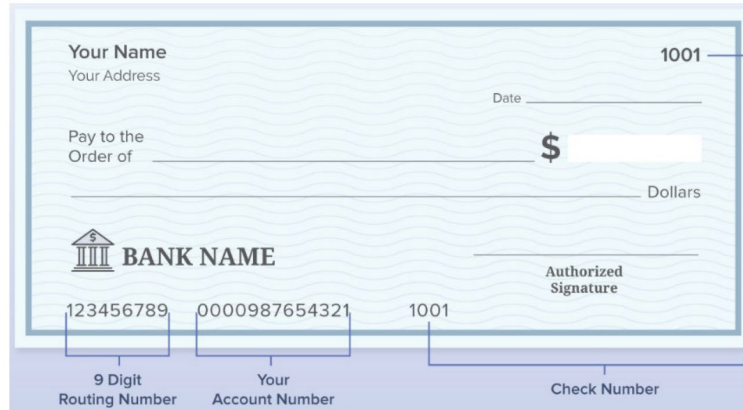 Your Name
1001
Your Address
Date
Pay to the
Order of
$
Dollars
$
BANK NAME
Authorized
Signature
123456789 0000987654321 1001
9 Digit
Routing Number
Your
Account Number
Check Number